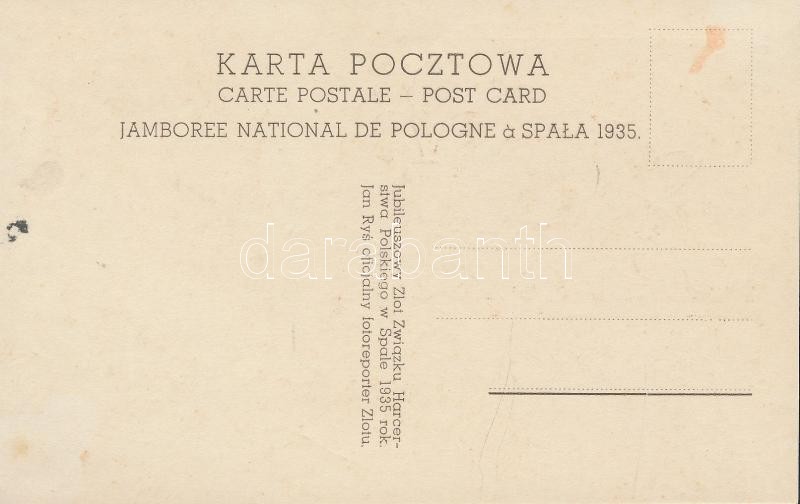 KARTA POCZTOWA
CARTE POSTALE – POST CARD
JAMBOREE NATIONAL DE POLOGNE à SPAŁA 1935.
Jubileuszowy Zlot Związku Harcer-
stwa Polskiego w Spale 1935 rok.
Jan Ryś oficjalny fotoreporter Zlotu.
darabanth